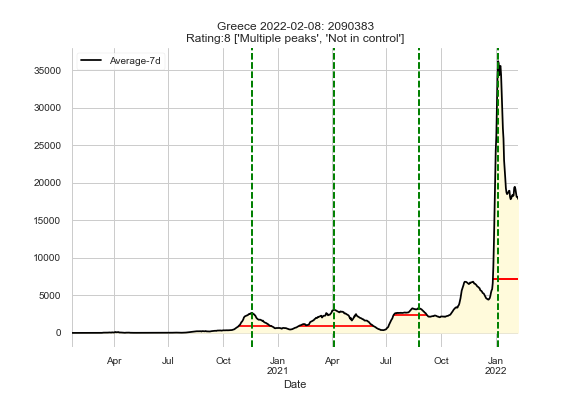 Greece 2022-02-08: 2090383
Rating:8 ['Multiple peaks', 'Not in control']
Average-7d
35000
30000
25000
20000
15000
10000
5000
0
Apr Jul Oct Jan Apr Jul Oct Jan
2021 2022
Date